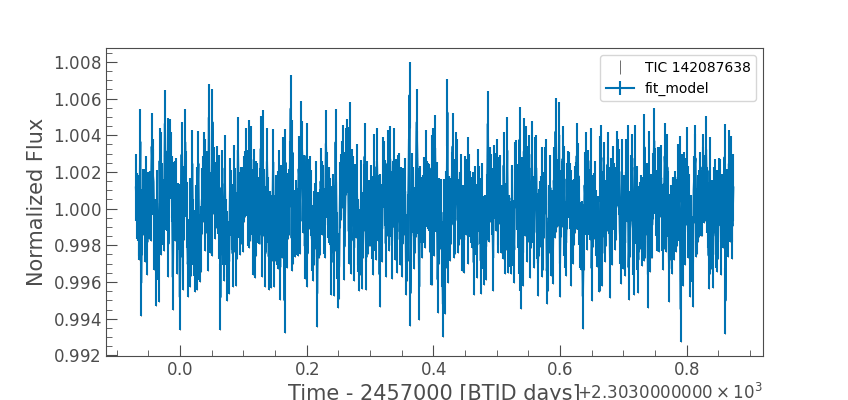 1.008
1.006
1.004
1.002
1.000
0.998
0.996
0.994
0.992
Normalized Flux
TIC 142087638
fit_model
0.0 0.2 0.4 0.6 0.8
Time - 2457000 [BTJD days]
+2.3030000000 × 10³